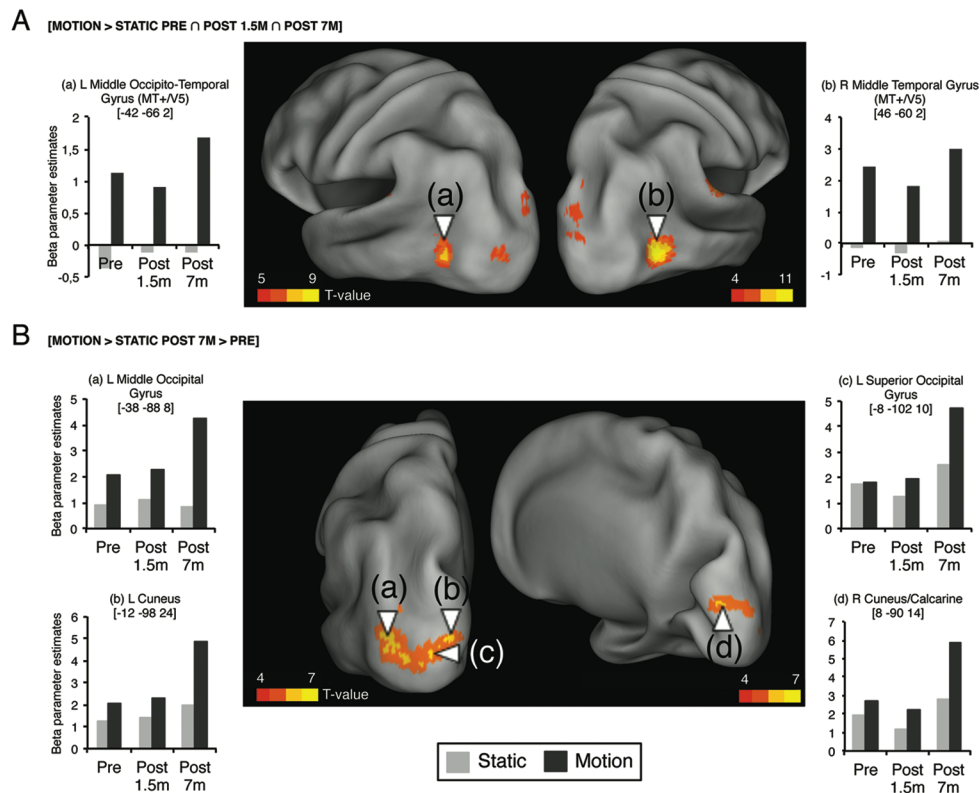 A
[MOTION > STATIC PRE ∩ POST 1.5M ∩ POST 7M]
(a) L Middle Occipito-Temporal
Gyrus (MT+/V5)
[-42 -66 2]
Beta parameter estimates
2
1,5
1
0,5
0
-0,5
Pre
Post
1.5m
Post
7m
(a)
(b)
5
9
T-value
4
11
(b) R Middle Temporal Gyrus
(MT+/V5)
[46 -60 2]
4
3
2
1
0
-1
Pre
Post
1.5m
Post
7m
B
[MOTION > STATIC POST 7M > PRE]
(a) L Middle Occipital
Gyrus
[-38 -88 8]
Beta parameter estimates
5
4
3
2
1
0
Pre
Post
1.5m
Post
7m
(b) L Cuneus
[-12 -98 24]
Beta parameter estimates
6
5
4
3
2
1
0
Pre
Post
1.5m
Post
7m
(a)
(b)
(c)
(d)
4
7
T-value
4
7
(c) L Superior Occipital
Gyrus
[-8 -102 10]
5
4
3
2
1
0
Pre
Post
1.5m
Post
7m
(d) R Cuneus/Calcarine
[8 -90 14]
7
6
5
4
3
2
1
0
Pre
Post
1.5m
Post
7m
Static
Motion